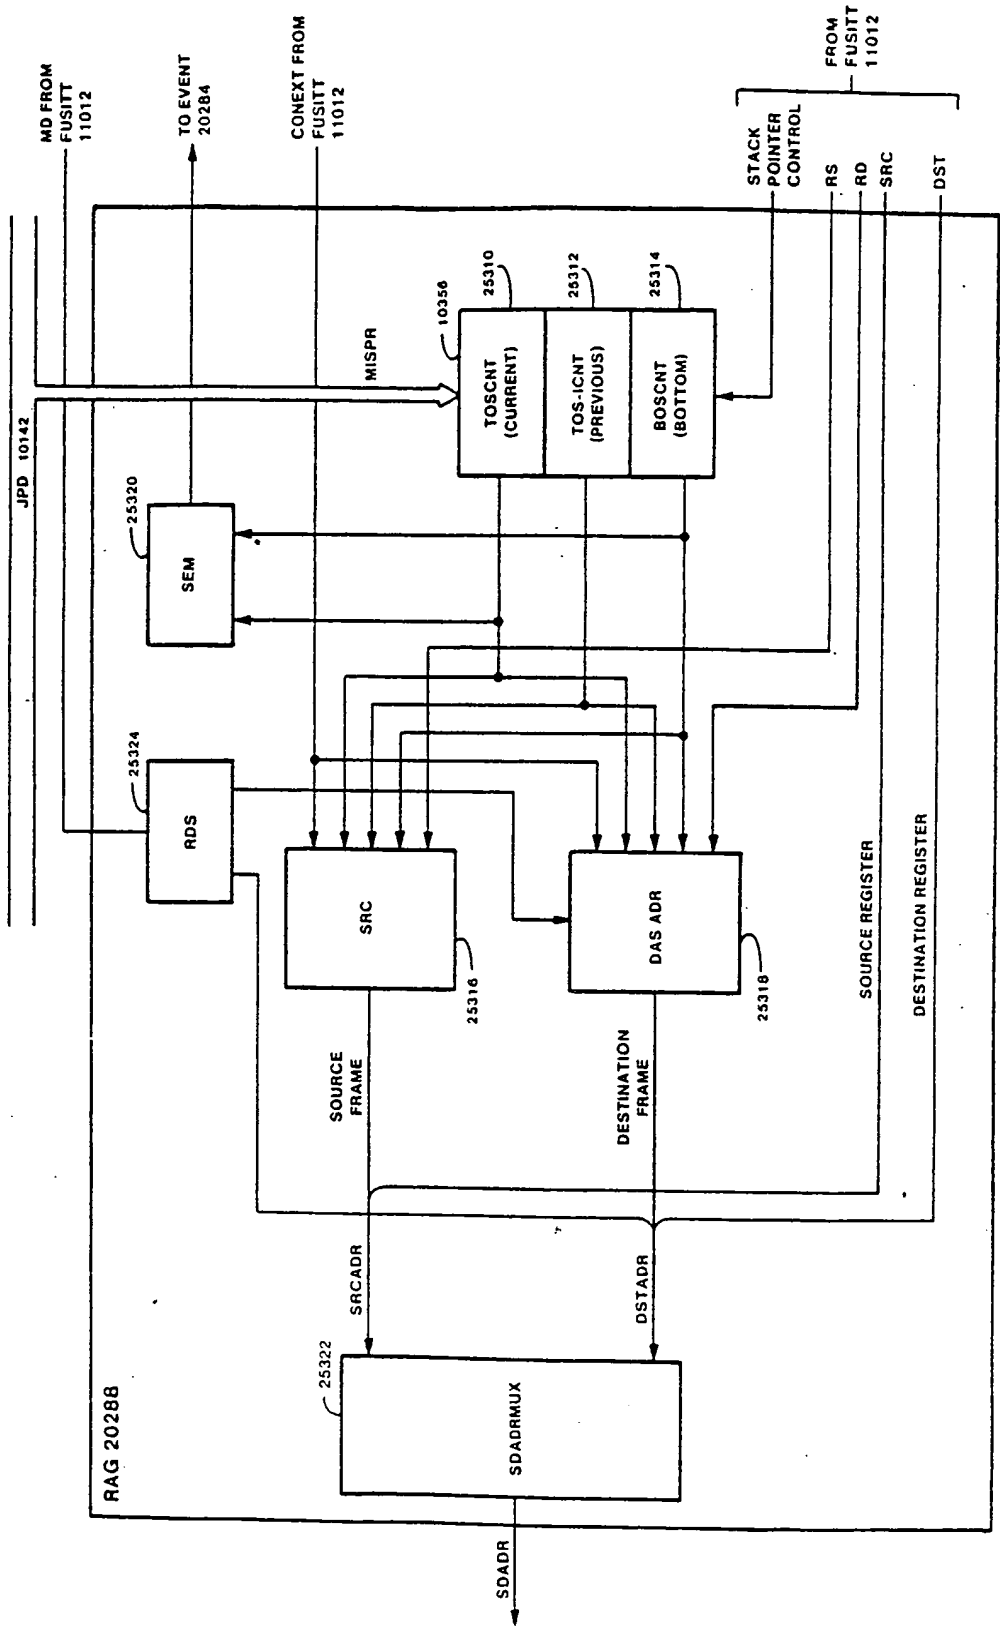 JPD 10142
MD FROM
FUSITT
11012
TO EVENT
20284
CONEXT FROM
FUSITT
11012
FROM
FUSITT
11012
STACK
POINTER
CONTROL
RS
RD
SRC
DST
RAG 20288
25324
RDS
25320
SEM
MISPR
10356
TOSCNT
(CURRENT)
25310
TOS-ICNT
(PREVIOUS)
25312
BOSCNT
(BOTTOM)
25314
SRC
25316
DAS ADR
25318
SOURCE
FRAME
DESTINATION
FRAME
SOURCE REGISTER
DESTINATION REGISTER
SRCADR
DSTADR
25322
SDADRMUX
SDADR